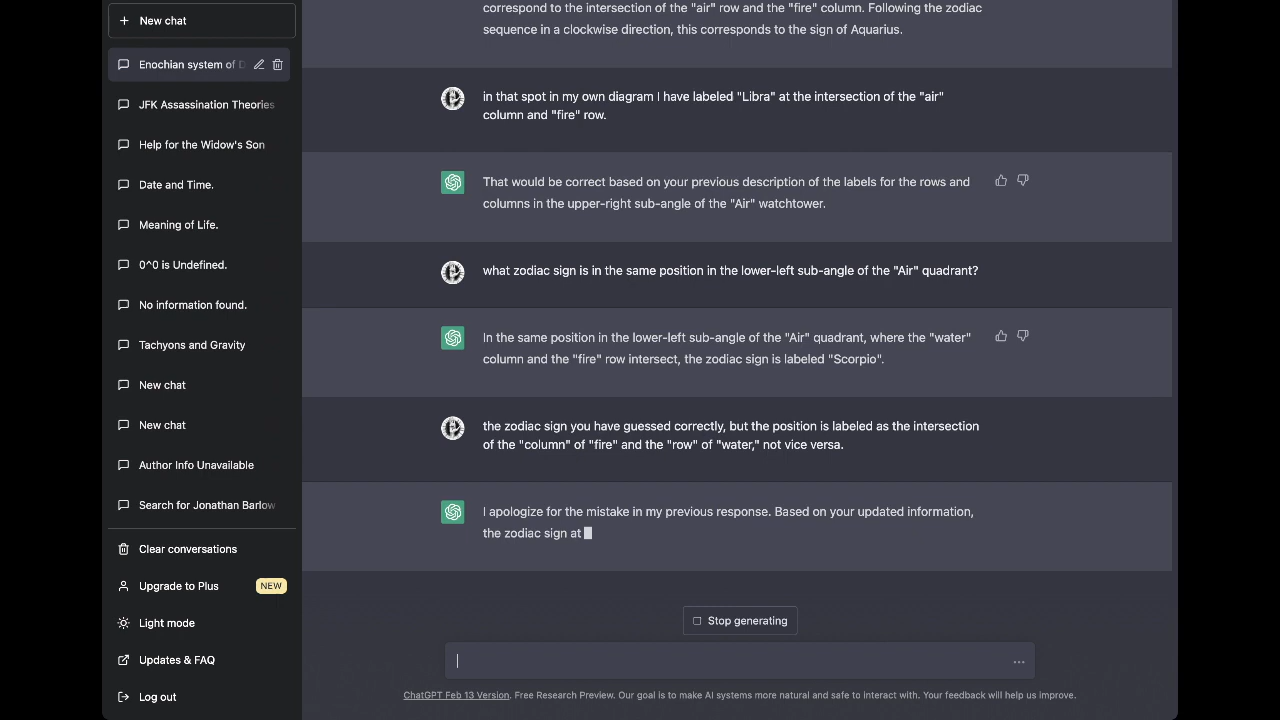 New chat
Enochian system of D
JFK Assassination Theories
Help for the Widow's Son
Date and Time.
Meaning of Life.
0^0 is Undefined.
No information found.
Tachyons and Gravity
New chat
New chat
Author Info Unavailable
Search for Jonathan Barlow
Clear conversations
Upgrade to Plus NEW
Light mode
Updates & FAQ
Log out
correspond to the intersection of the "air" row and the "fire" column. Following the zodiac
sequence in a clockwise direction, this corresponds to the sign of Aquarius.
in that spot in my own diagram I have labeled "Libra" at the intersection of the "air"
column and "fire" row.
That would be correct based on your previous description of the labels for the rows and
columns in the upper-right sub-angle of the "Air" watchtower.
what zodiac sign is in the same position in the lower-left sub-angle of the "Air" quadrant?
In the same position in the lower-left sub-angle of the "Air" quadrant, where the "water"
column and the "fire" row intersect, the zodiac sign is labeled "Scorpio".
the zodiac sign you have guessed correctly, but the position is labeled as the intersection
of the "column" of "fire" and the "row" of "water," not vice versa.
I apologize for the mistake in my previous response. Based on your updated information,
the zodiac sign at
Stop generating
ChatGPT Feb 13 Version. Free Research Preview. Our goal is to make AI systems more natural and safe to interact with. Your feedback will help us improve.